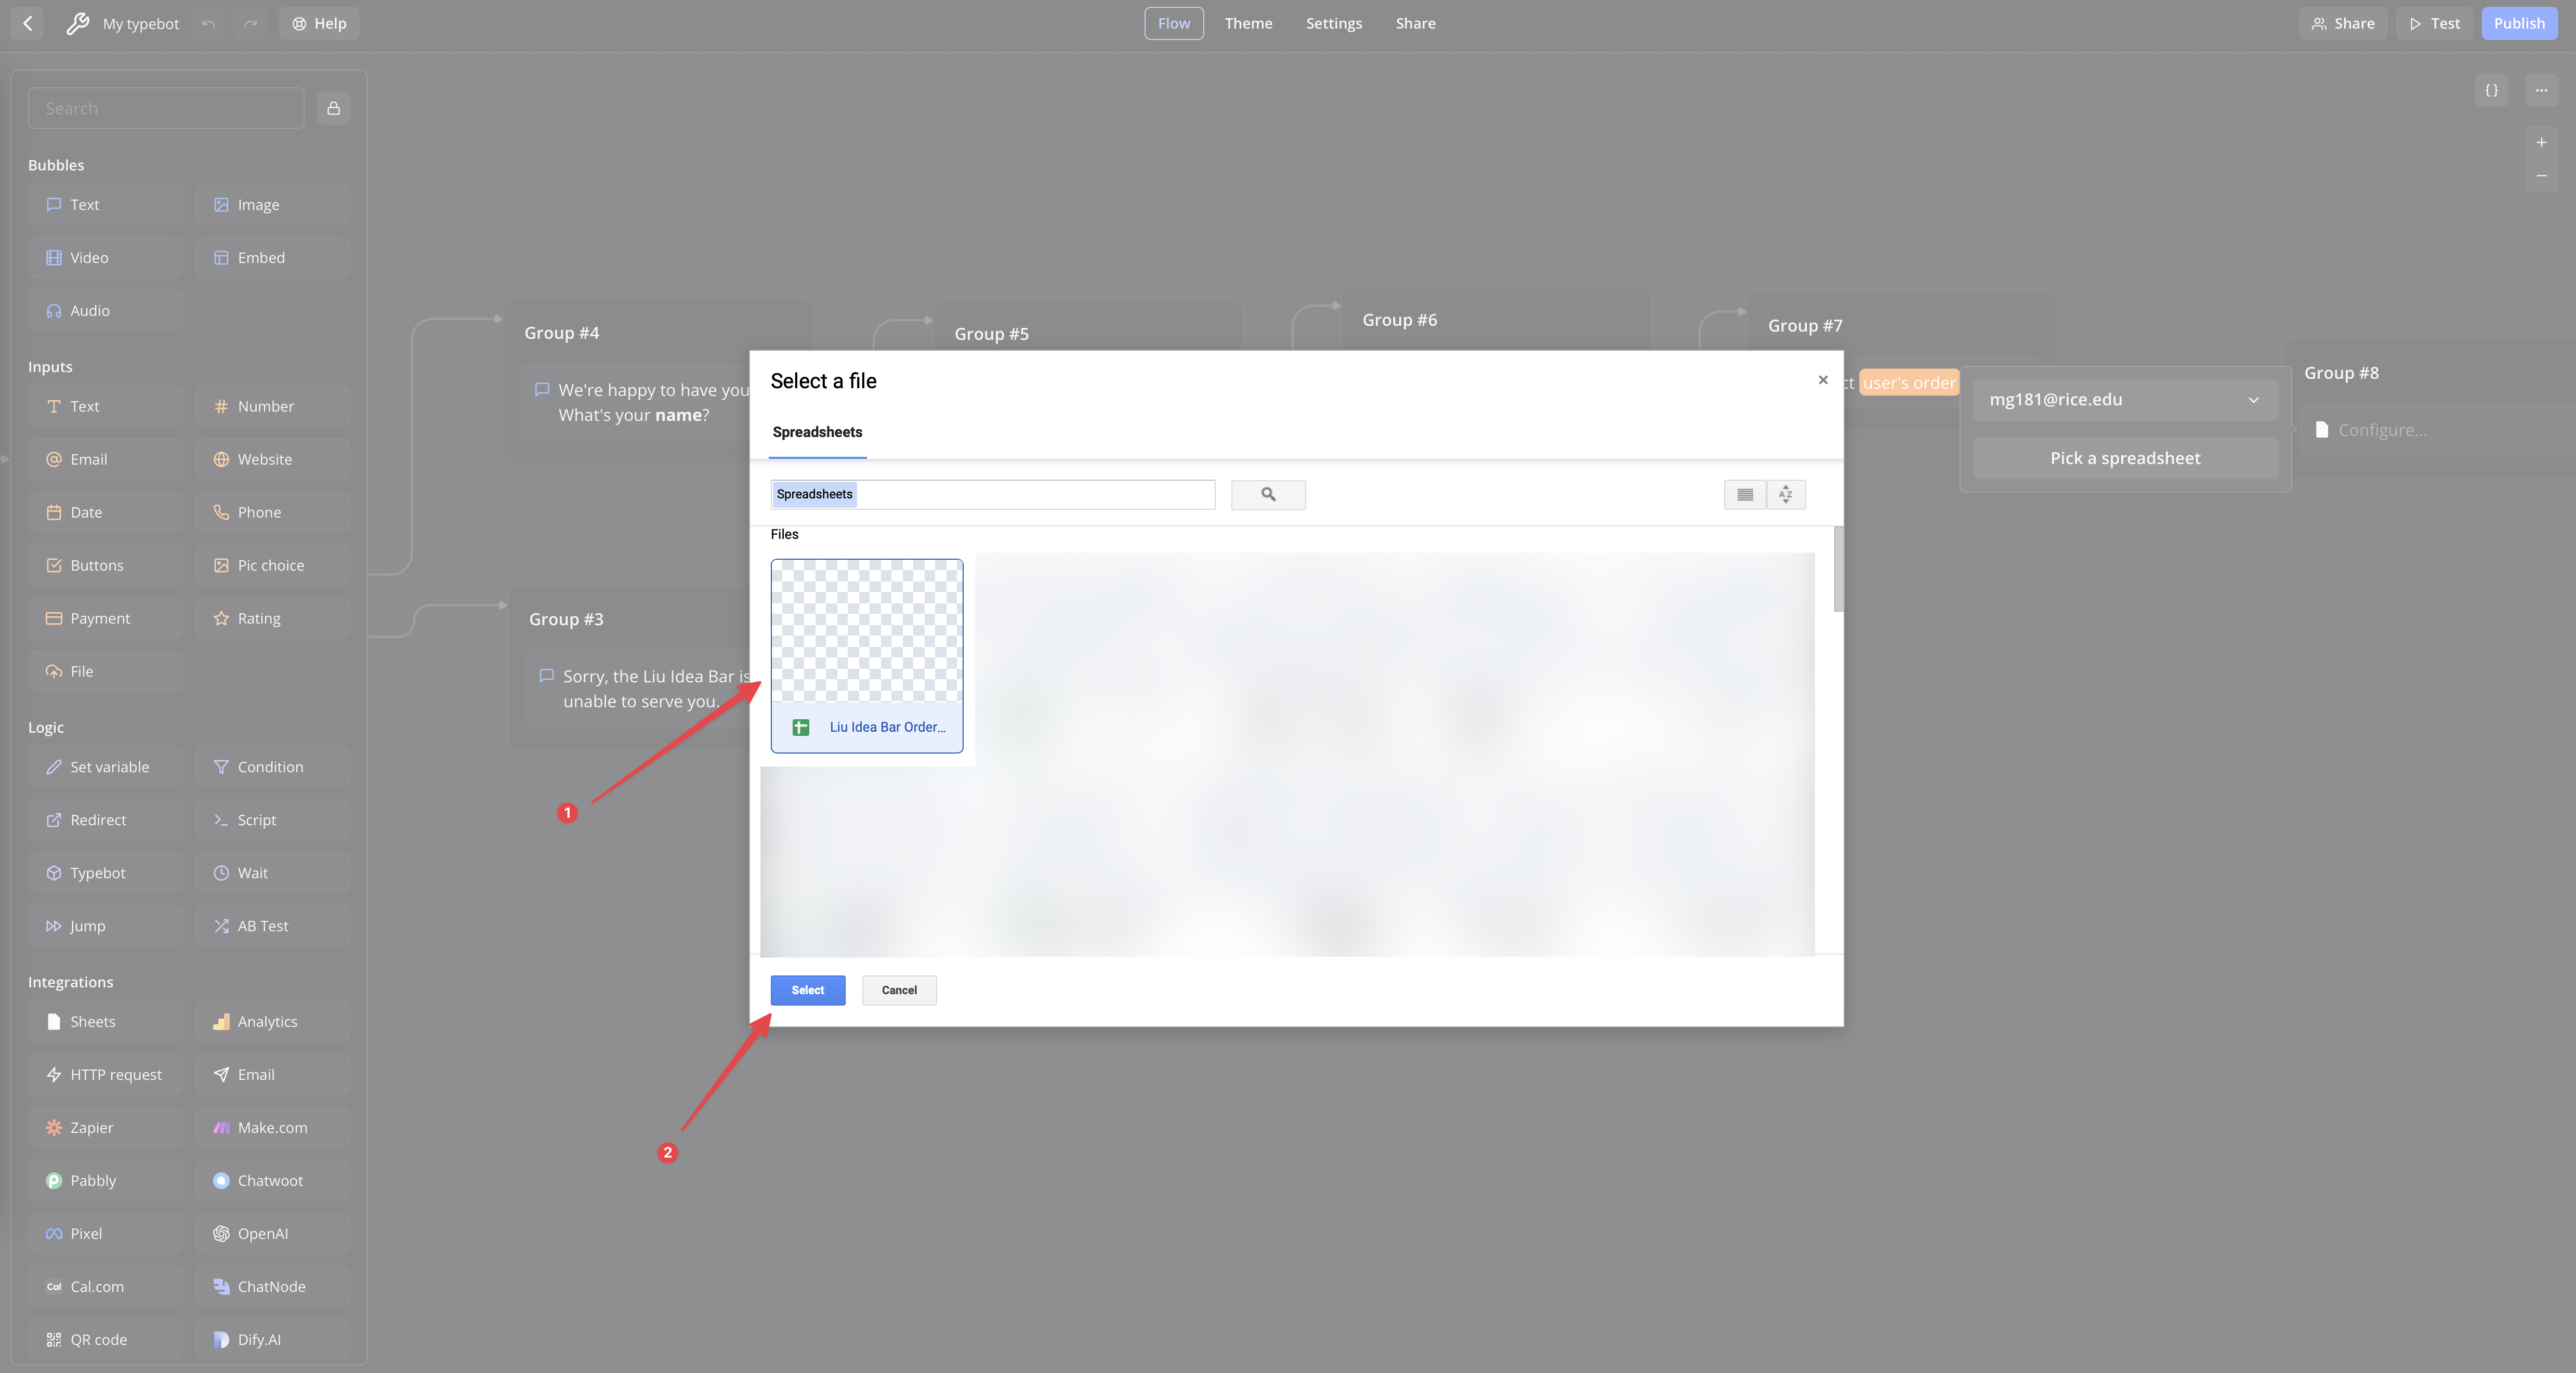 My typebot
Help
Flow
Theme
Settings
Share
Share
Test
Publish
Search
Bubbles
Text
Image
Video
Embed
Audio
Inputs
Text
Number
Email
Website
Date
Phone
Buttons
Pic choice
Payment
Rating
File
Logic
Set variable
Condition
Redirect
Script
Typebot
Wait
Jump
AB Test
Integrations
Sheets
Analytics
HTTP request
Email
Zapier
Make.com
Pabbly
Chatwoot
Pixel
OpenAI
Cal
Cal.com
ChatNode
QR code
Dify.AI
Group #4
We're happy to have you
What's your name?
Group #5
Group #6
Group #7
ct user's order
mg181@rice.edu
Pick a spreadsheet
Group #8
Configure...
Group #3
Sorry, the Liu Idea Bar is
unable to serve you.
Select a file
Spreadsheets
Spreadsheets
AZ
Files
Liu Idea Bar Order...
Select
Cancel
1
2